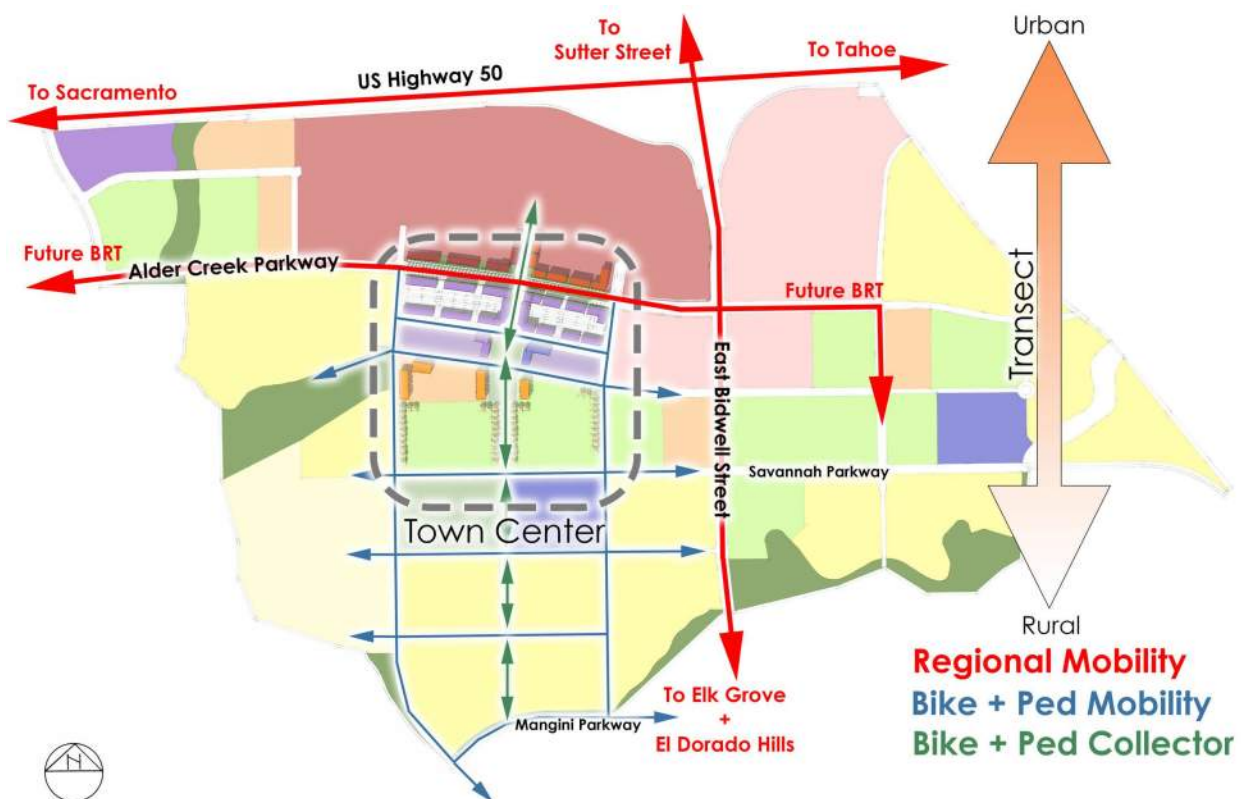 To
Sutter Street
Urban
To Tahoe
US Highway 50
To Sacramento
Future BRT
Alder Creek Parkway
Future BRT
Transect
East Bidwell Street
Savannah Parkway
Town Center
Rural
Regional Mobility
To Elk Grove
+
El Dorado Hills
Bike + Ped Mobility
Mangini Parkway
Bike + Ped Collector
N